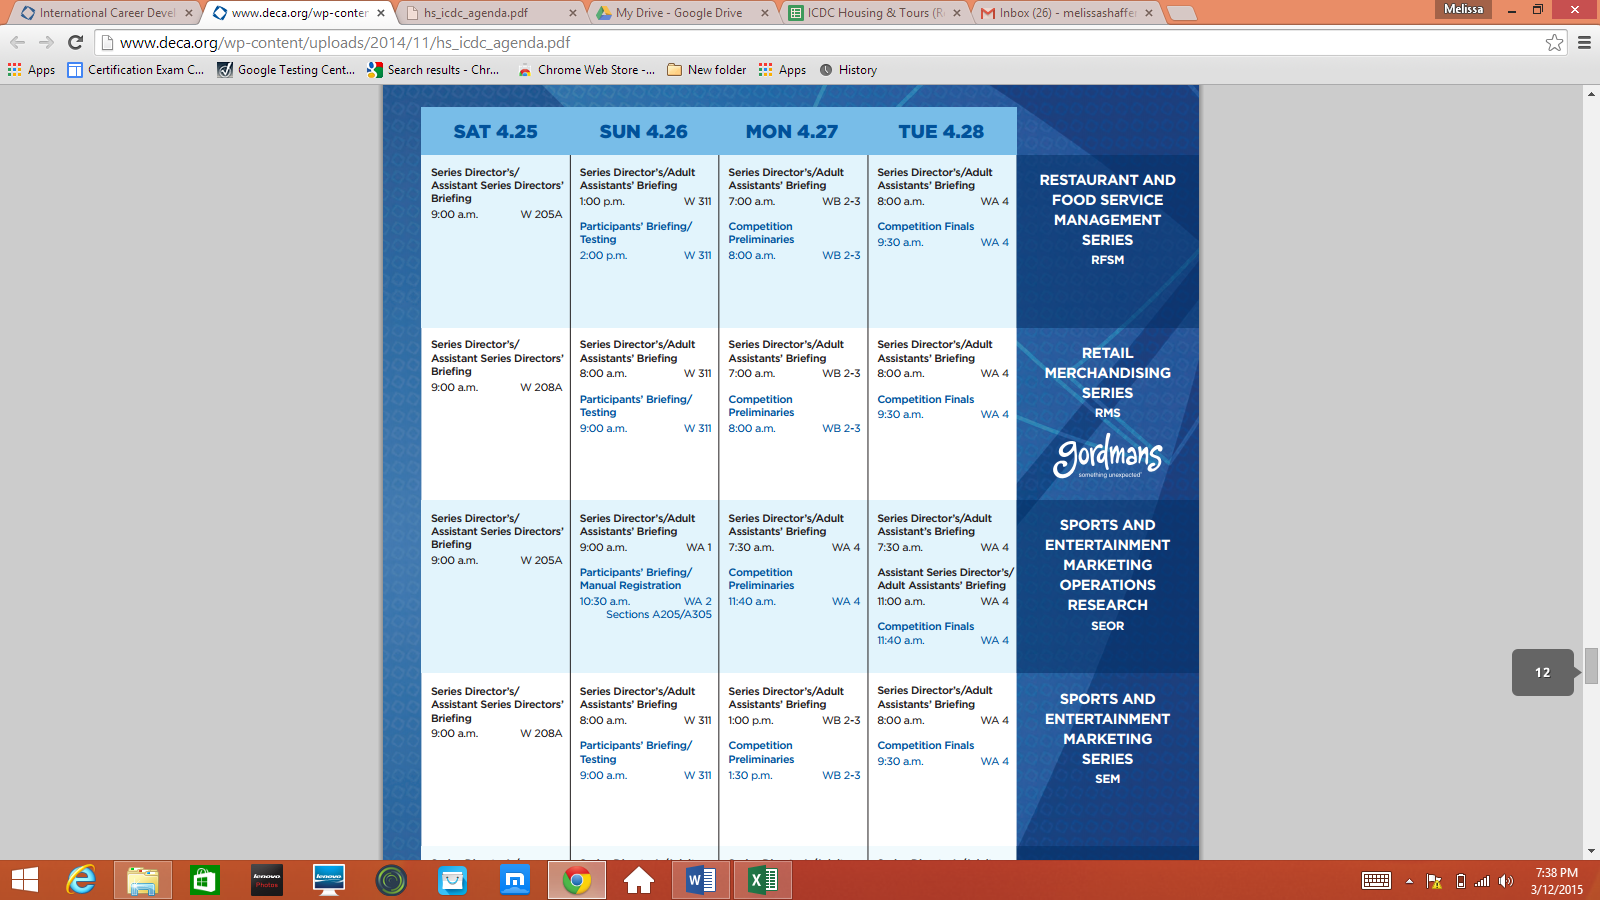 International Career Devel
www.deca.org/wp-conter
hs_icdc_agenda.pdf
My Drive - Google Drive
ICDC Housing & Tours (R
Inbox (26) - melissashaffer
Melissa
www.deca.org/wp-content/uploads/2014/11/hs_icdc_agenda.pdf
Apps
Certification Exam C...
Google Testing Cent...
Search results - Chr...
Chrome Web Store -...
New folder
Apps
History
SAT 4.25
SUN 4.26
MON 4.27
TUE 4.28
Series Director's/
Assistant Series Directors'
Briefing
9:00 a.m. W 205A
Series Director's/Adult
Assistants' Briefing
1:00 p.m. W 311
Participants' Briefing/
Testing
2:00 p.m. W 311
Series Director's/Adult
Assistants' Briefing
7:00 a.m. WB 2-3
Competition
Preliminaries
8:00 a.m. WB 2-3
Series Director's/Adult
Assistants' Briefing
8:00 a.m. WA 4
Competition Finals
9:30 a.m. WA 4
RESTAURANT AND
FOOD SERVICE
MANAGEMENT
SERIES
RFSM
Series Director's/
Assistant Series Directors'
Briefing
9:00 a.m. W 208A
Series Director's/Adult
Assistants' Briefing
8:00 a.m. W 311
Participants' Briefing/
Testing
9:00 a.m. W 311
Series Director's/Adult
Assistants' Briefing
7:00 a.m. WB 2-3
Competition
Preliminaries
8:00 a.m. WB 2-3
Series Director's/Adult
Assistants' Briefing
8:00 a.m. WA 4
Competition Finals
9:30 a.m. WA 4
RETAIL
MERCHANDISING
SERIES
RMS
gordmans
something unexpected
Series Director's/
Assistant Series Directors'
Briefing
9:00 a.m. W 205A
Series Director's/Adult
Assistants' Briefing
9:00 a.m. WA 1
Participants' Briefing/
Manual Registration
10:30 a.m. WA 2
Sections A205/A305
Series Director's/Adult
Assistants' Briefing
7:30 a.m. WA 4
Competition
Preliminaries
11:40 a.m. WA 4
Series Director's/Adult
Assistant's Briefing
7:30 a.m. WA 4
Assistant Series Director's/
Adult Assistants' Briefing
11:00 a.m. WA 4
Competition Finals
11:40 a.m. WA 4
SPORTS AND
ENTERTAINMENT
MARKETING
OPERATIONS
RESEARCH
SEOR
Series Director's/
Assistant Series Directors'
Briefing
9:00 a.m. W 208A
Series Director's/Adult
Assistants' Briefing
8:00 a.m. W 311
Participants' Briefing/
Testing
9:00 a.m. W 311
Series Director's/Adult
Assistants' Briefing
1:00 p.m. WB 2-3
Competition
Preliminaries
1:30 p.m. WB 2-3
Series Director's/Adult
Assistants' Briefing
8:00 a.m. WA 4
Competition Finals
9:30 a.m. WA 4
SPORTS AND
ENTERTAINMENT
MARKETING
SERIES
SEM
12
lenovo
Photos
lenovo
7:38 PM
3/12/2015